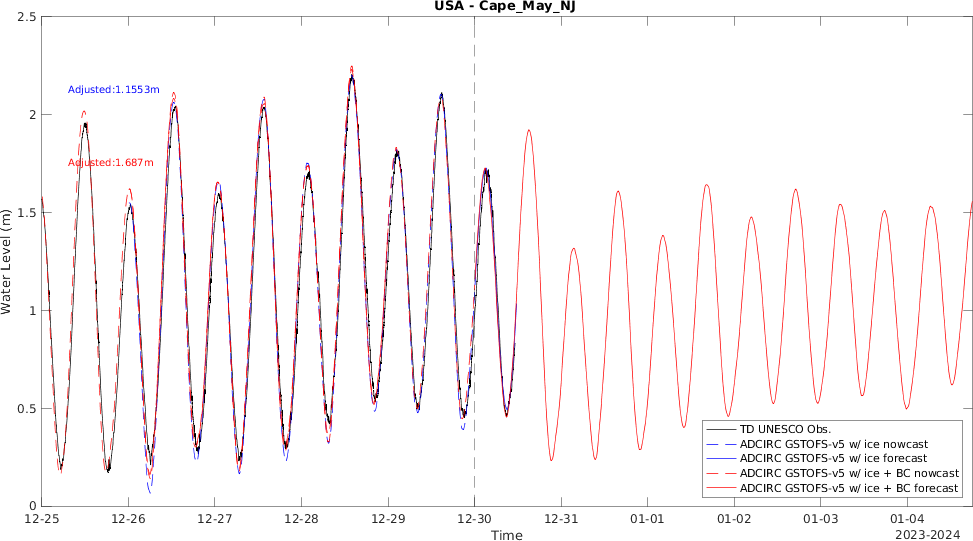 USA - Cape_May_NJ
2.5
2
1.5
1
0.5
0
Water Level (m)
Adjusted:1.1553m
Adjusted:1.687m
TD UNESCO Obs.
ADCIRC GSTOFS-v5 w/ ice nowcast
ADCIRC GSTOFS-v5 w/ ice forecast
ADCIRC GSTOFS-v5 w/ ice + BC nowcast
ADCIRC GSTOFS-v5 w/ ice + BC forecast
12-25 12-26 12-27 12-28 12-29 12-30 12-31 01-01 01-02 01-03 01-04
Time
2023-2024